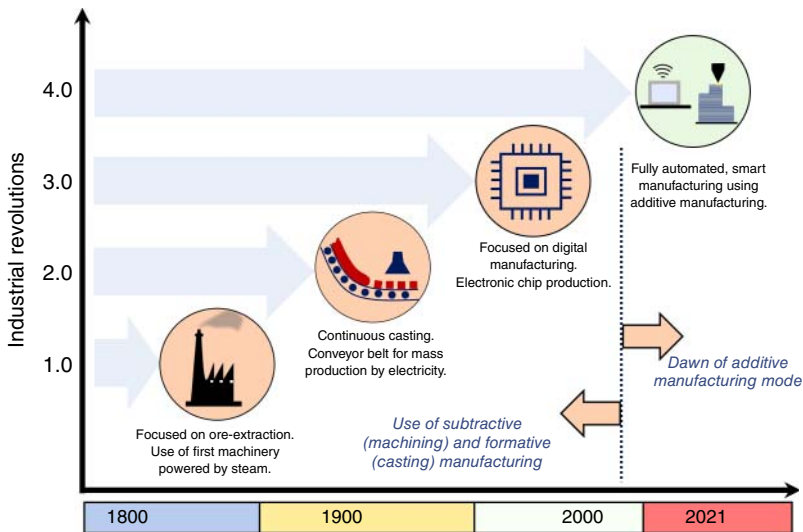 Industrial revolutions
4.0
3.0
2.0
1.0
Fully automated, smart
manufacturing using
additive manufacturing.
Focused on digital
manufacturing.
Electronic chip production.
Continuous casting.
Conveyor belt for mass
production by electricity.
Focused on ore-extraction.
Use of first machinery
powered by steam.
Dawn of additive
manufacturing mode
Use of subtractive
(machining) and formative
(casting) manufacturing
1800
1900
2000
2021